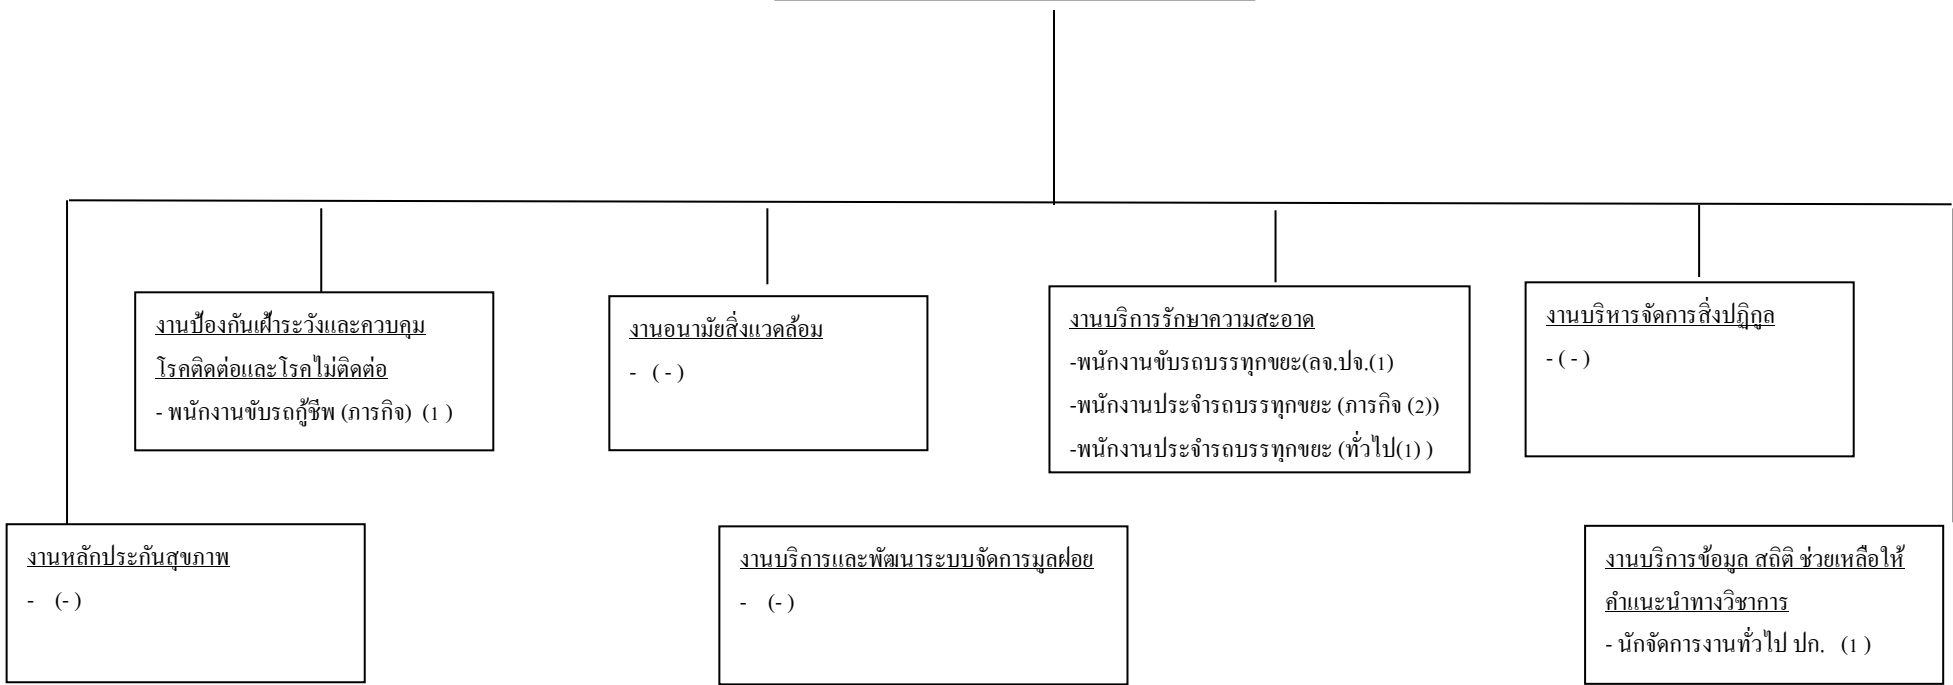 งานป้องกันเฝ้าระวังและควบคุม
โรคติดต่อและโรคไม่ติดต่อ
- พนักงานขับรถกู้ชีพ (ภารกิจ) (1 )
งานอนามัยสิ่งแวดล้อม
- ( - )
งานบริการรักษาความสะอาด
-พนักงานขับรถบรรทุกขยะ(ลจ.ปจ.(1)
-พนักงานประจำรถบรรทุกขยะ (ภารกิจ (2))
-พนักงานประจำรถบรรทุกขยะ (ทั่วไป(1) )
งานบริหารจัดการสิ่งปฏิกูล
- ( - )
งานหลักประกันสุขภาพ
- (- )
งานบริการและพัฒนาระบบจัดการมูลฝอย
- (- )
งานบริการข้อมูล สถิติ ช่วยเหลือให้
คำแนะนำทางวิชาการ
- นักจัดการงานทั่วไป ปก. (1 )